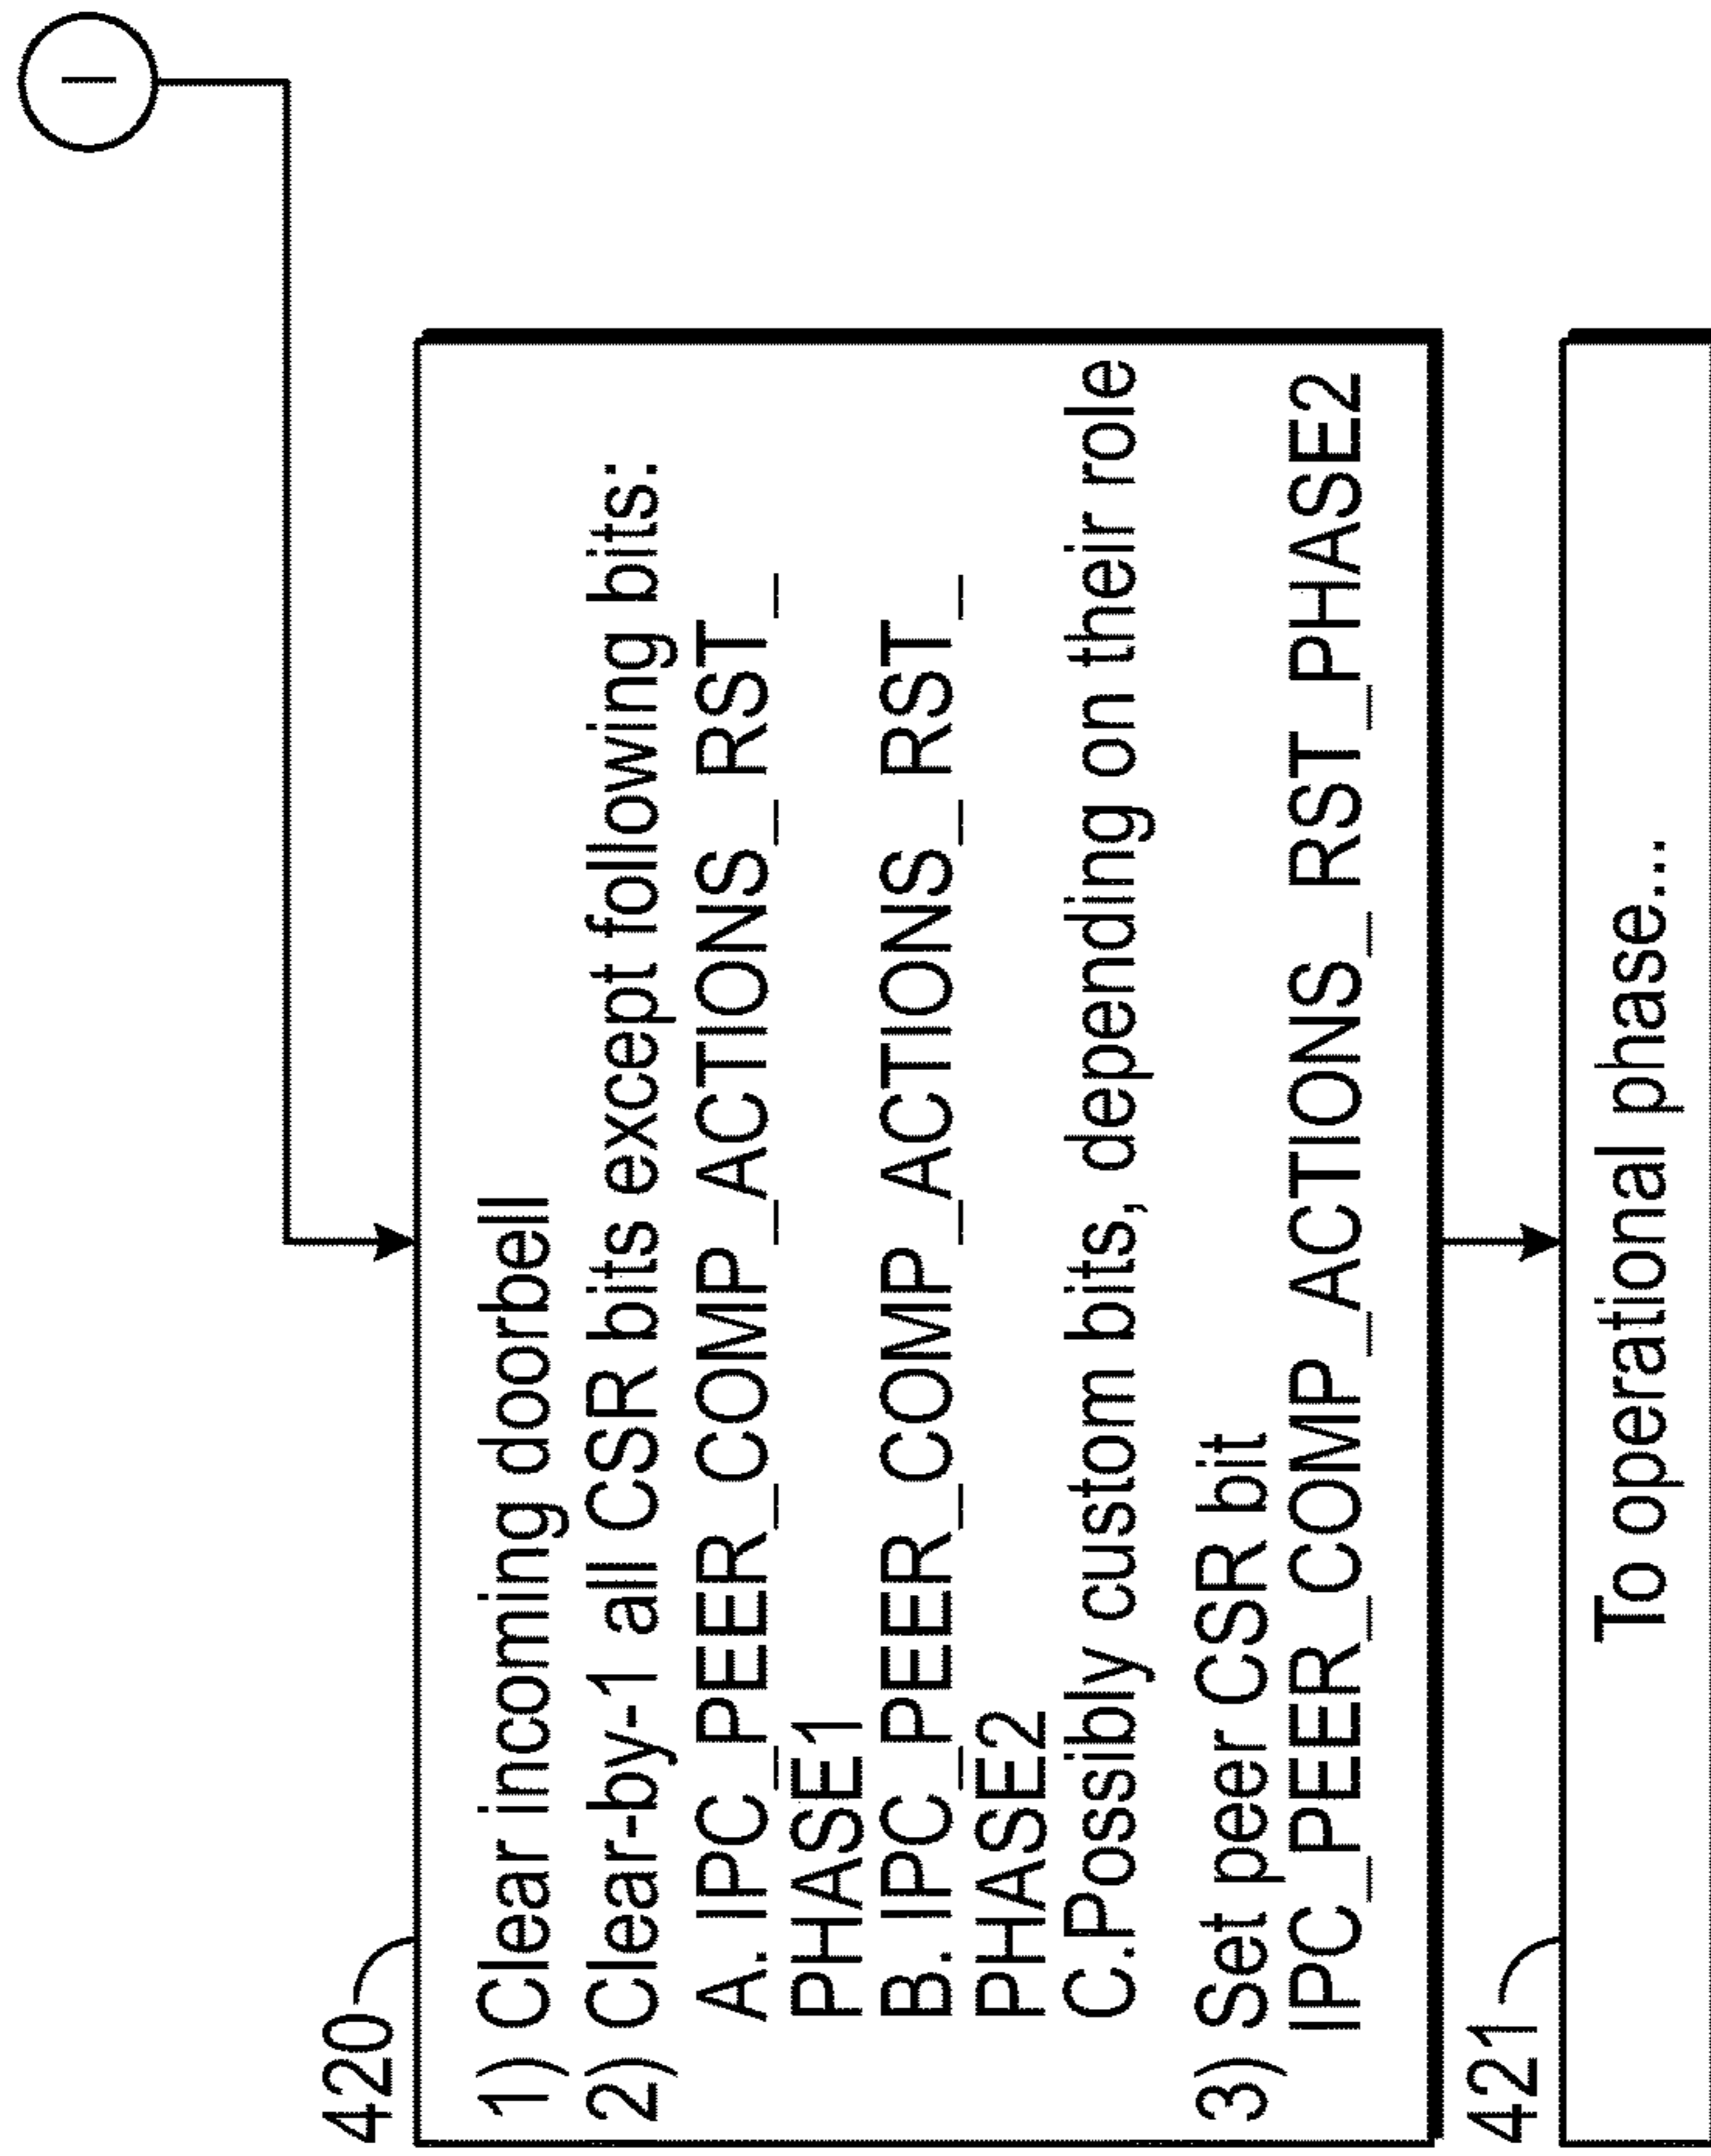 I
420
1) Clear incoming doorbell
2) Clear-by-1 all CSR bits except following bits:
A. IPC_PEER_COMP_ACTIONS_RST_
PHASE1
B. IPC_PEER_COMP_ACTIONS_RST_
PHASE2
C.Possibly custom bits, depending on their role
3) Set peer CSR bit
IPC_PEER_COMP_ACTIONS_RST_PHASE2
421
To operational phase...